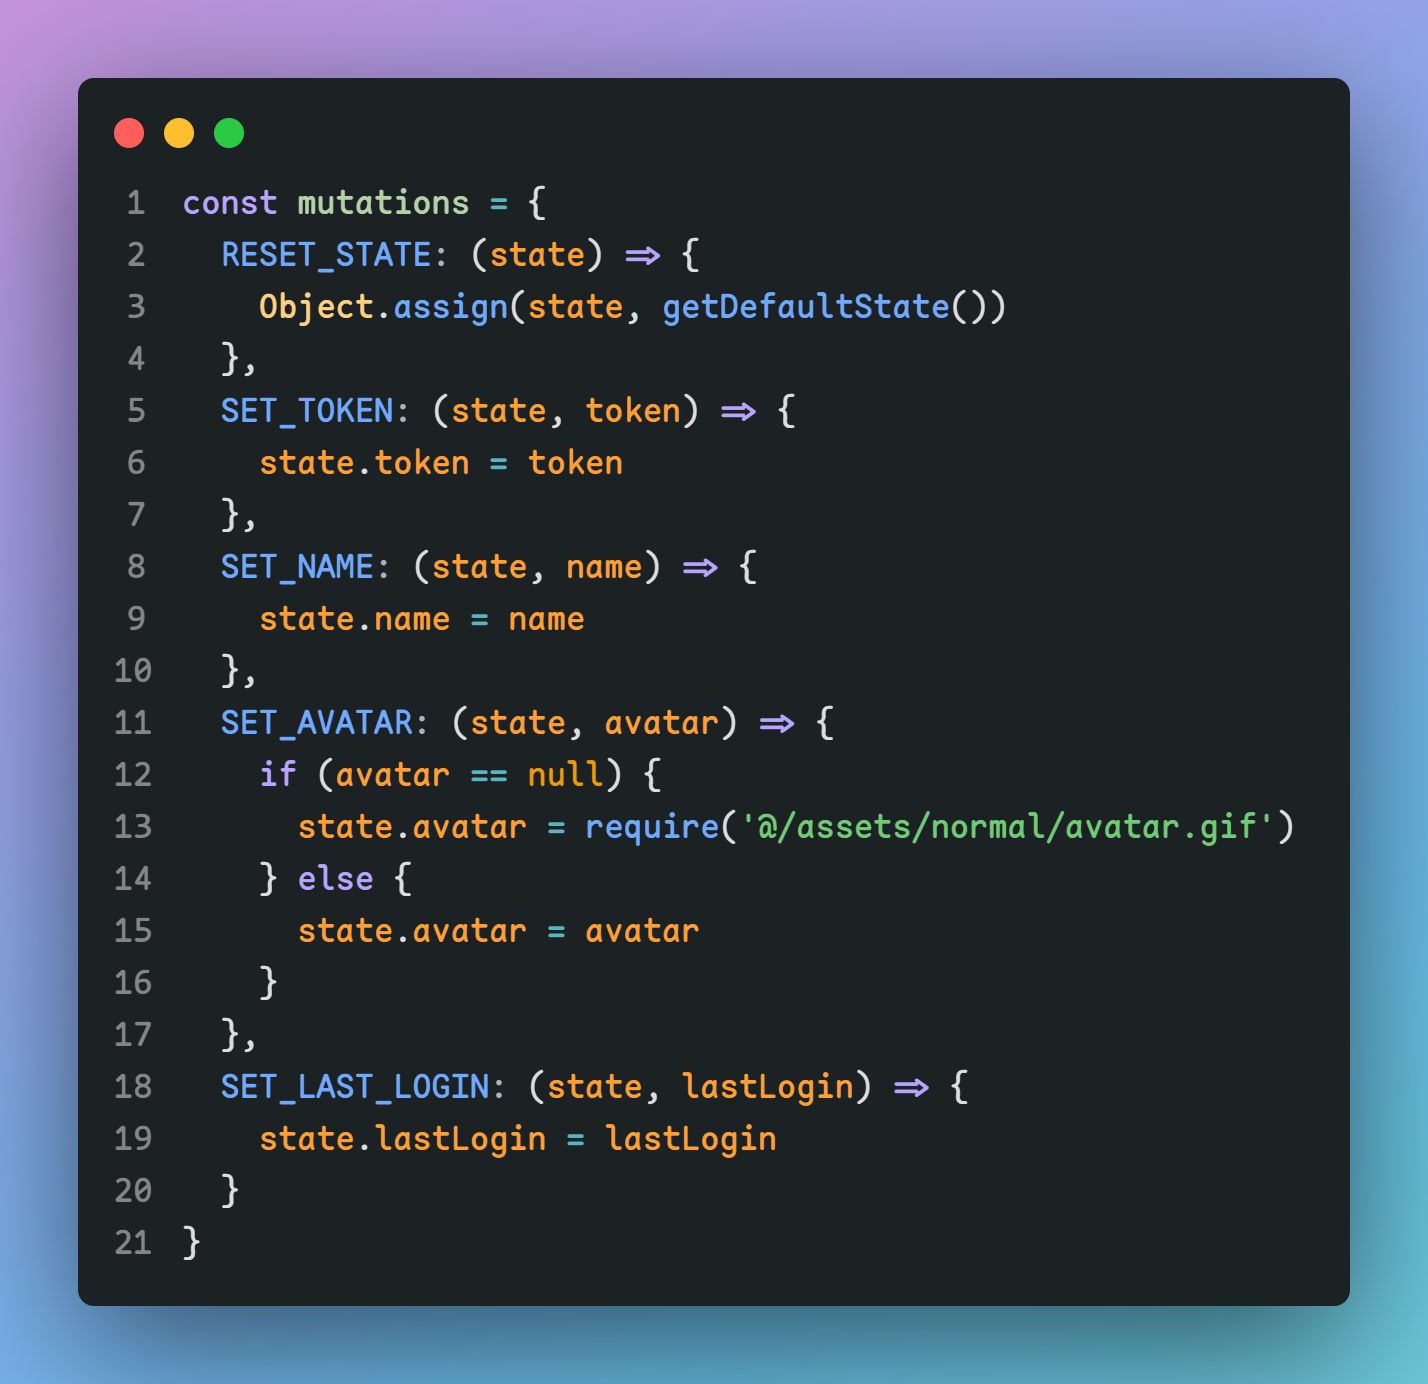 1 const mutations = {
2   RESET_STATE: (state) => {
3     Object.assign(state, getDefaultState())
4   },
5   SET_TOKEN: (state, token) => {
6     state.token = token
7   },
8   SET_NAME: (state, name) => {
9     state.name = name
10   },
11   SET_AVATAR: (state, avatar) => {
12     if (avatar == null) {
13       state.avatar = require('@/assets/normal/avatar.gif')
14     } else {
15       state.avatar = avatar
16     }
17   },
18   SET_LAST_LOGIN: (state, lastLogin) => {
19     state.lastLogin = lastLogin
20   }
21 }